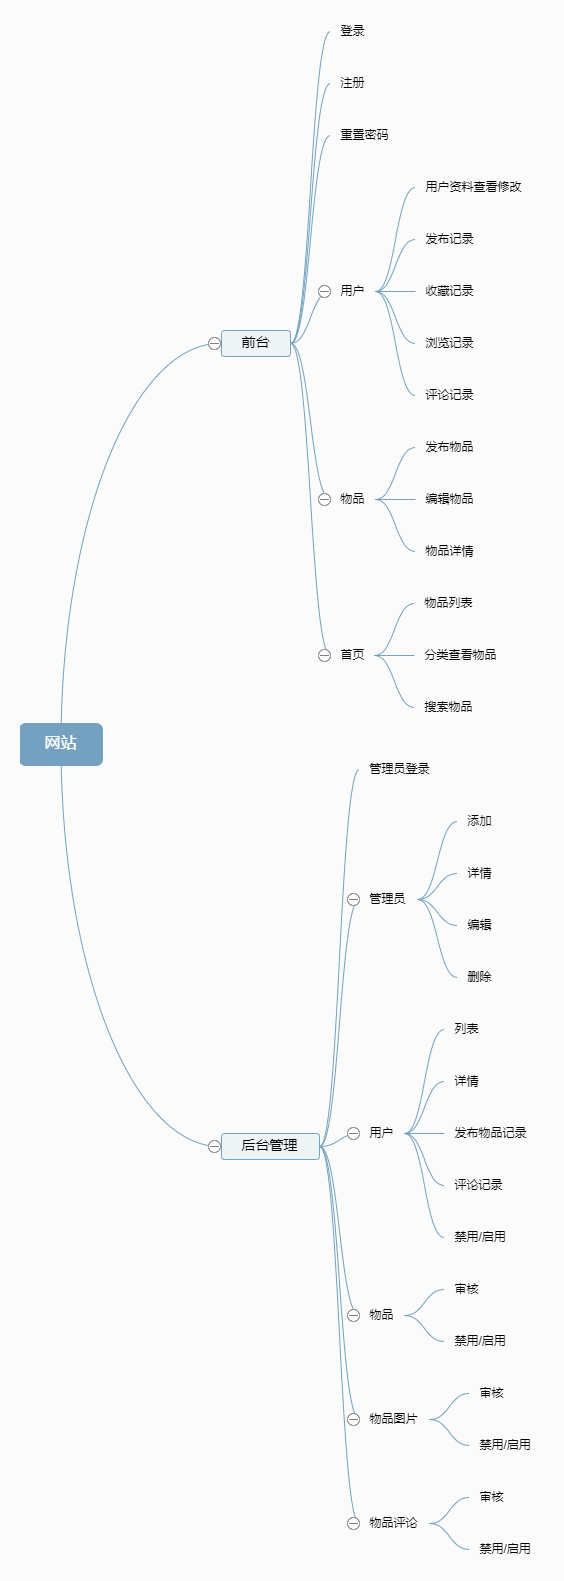 登录
注册
重置密码
用户资料查看修改
发布记录
用户
收藏记录
浏览记录
前台
评论记录
发布物品
物品
编辑物品
物品详情
物品列表
首页
分类查看物品
搜索物品
网站
管理员登录
添加
详情
管理员
编辑
删除
列表
详情
用户
发布物品记录
后台管理
评论记录
禁用/启用
审核
物品
禁用/启用
审核
物品图片
禁用/启用
审核
物品评论
禁用/启用